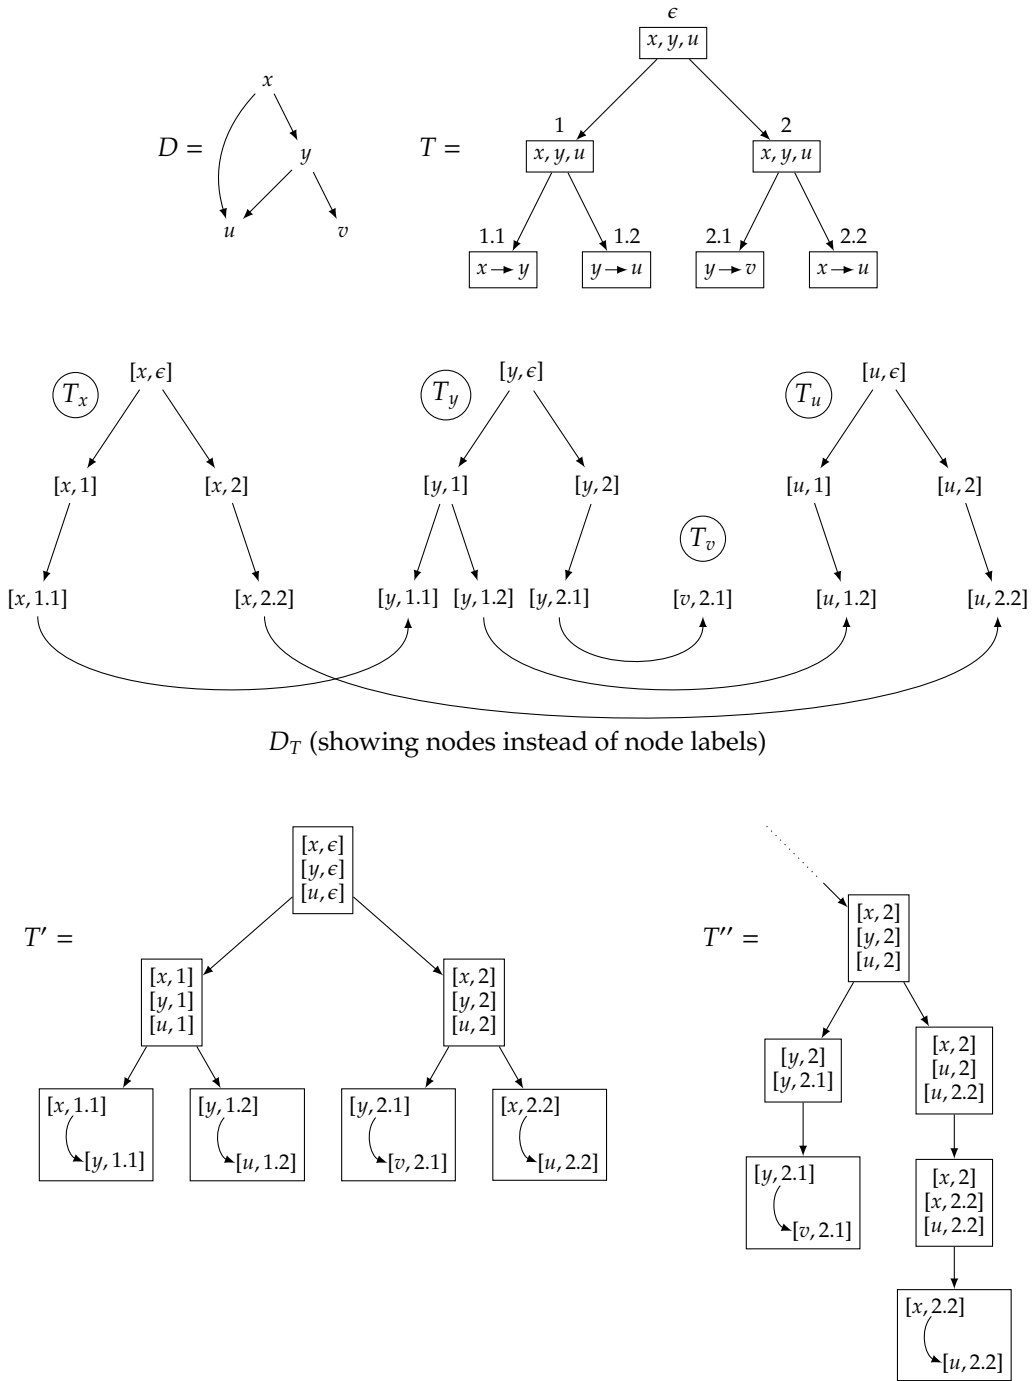 ϵ
x, y, u
x
D =
y
u
v
T =
1
2
x, y, u
x, y, u
1.1
1.2
2.1
2.2
x → y
y → u
y → v
x → u
[x, ϵ]
[y, ϵ]
[u, ϵ]
T_x
T_y
T_u
[x, 1]
[x, 2]
[y, 1]
[y, 2]
[u, 1]
[u, 2]
T_v
[x, 1.1]
[x, 2.2]
[y, 1.1]
[y, 1.2]
[y, 2.1]
[v, 2.1]
[u, 1.2]
[u, 2.2]
D_T (showing nodes instead of node labels)
T′ =
[x, ϵ]
[y, ϵ]
[u, ϵ]
[x, 1]
[y, 1]
[u, 1]
[x, 2]
[y, 2]
[u, 2]
[x, 1.1]
[y, 1.1]
[y, 1.2]
[u, 1.2]
[y, 2.1]
[v, 2.1]
[x, 2.2]
[u, 2.2]
T″ =
[x, 2]
[y, 2]
[u, 2]
[y, 2]
[y, 2.1]
[x, 2]
[u, 2]
[u, 2.2]
[y, 2.1]
[v, 2.1]
[x, 2]
[x, 2.2]
[u, 2.2]
[x, 2.2]
[u, 2.2]